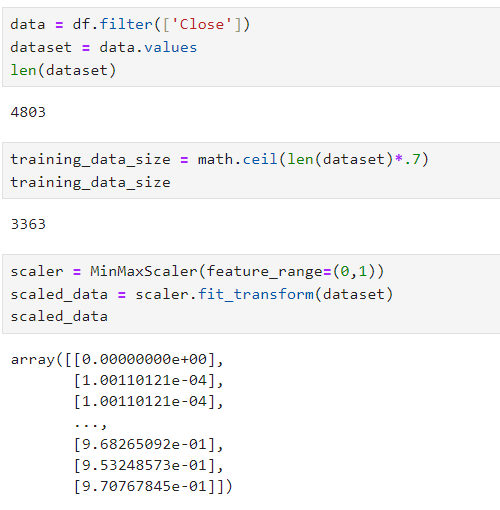 data = df.filter(['Close'])
dataset = data.values
len(dataset)
4803
training_data_size = math.ceil(len(dataset)*.7)
training_data_size
3363
scaler = MinMaxScaler(feature_range=(0,1))
scaled_data = scaler.fit_transform(dataset)
scaled_data
array([[0.00000000e+00],
       [1.00110121e-04],
       [1.00110121e-04],
       ...,
       [9.68265092e-01],
       [9.53248573e-01],
       [9.70767845e-01]])